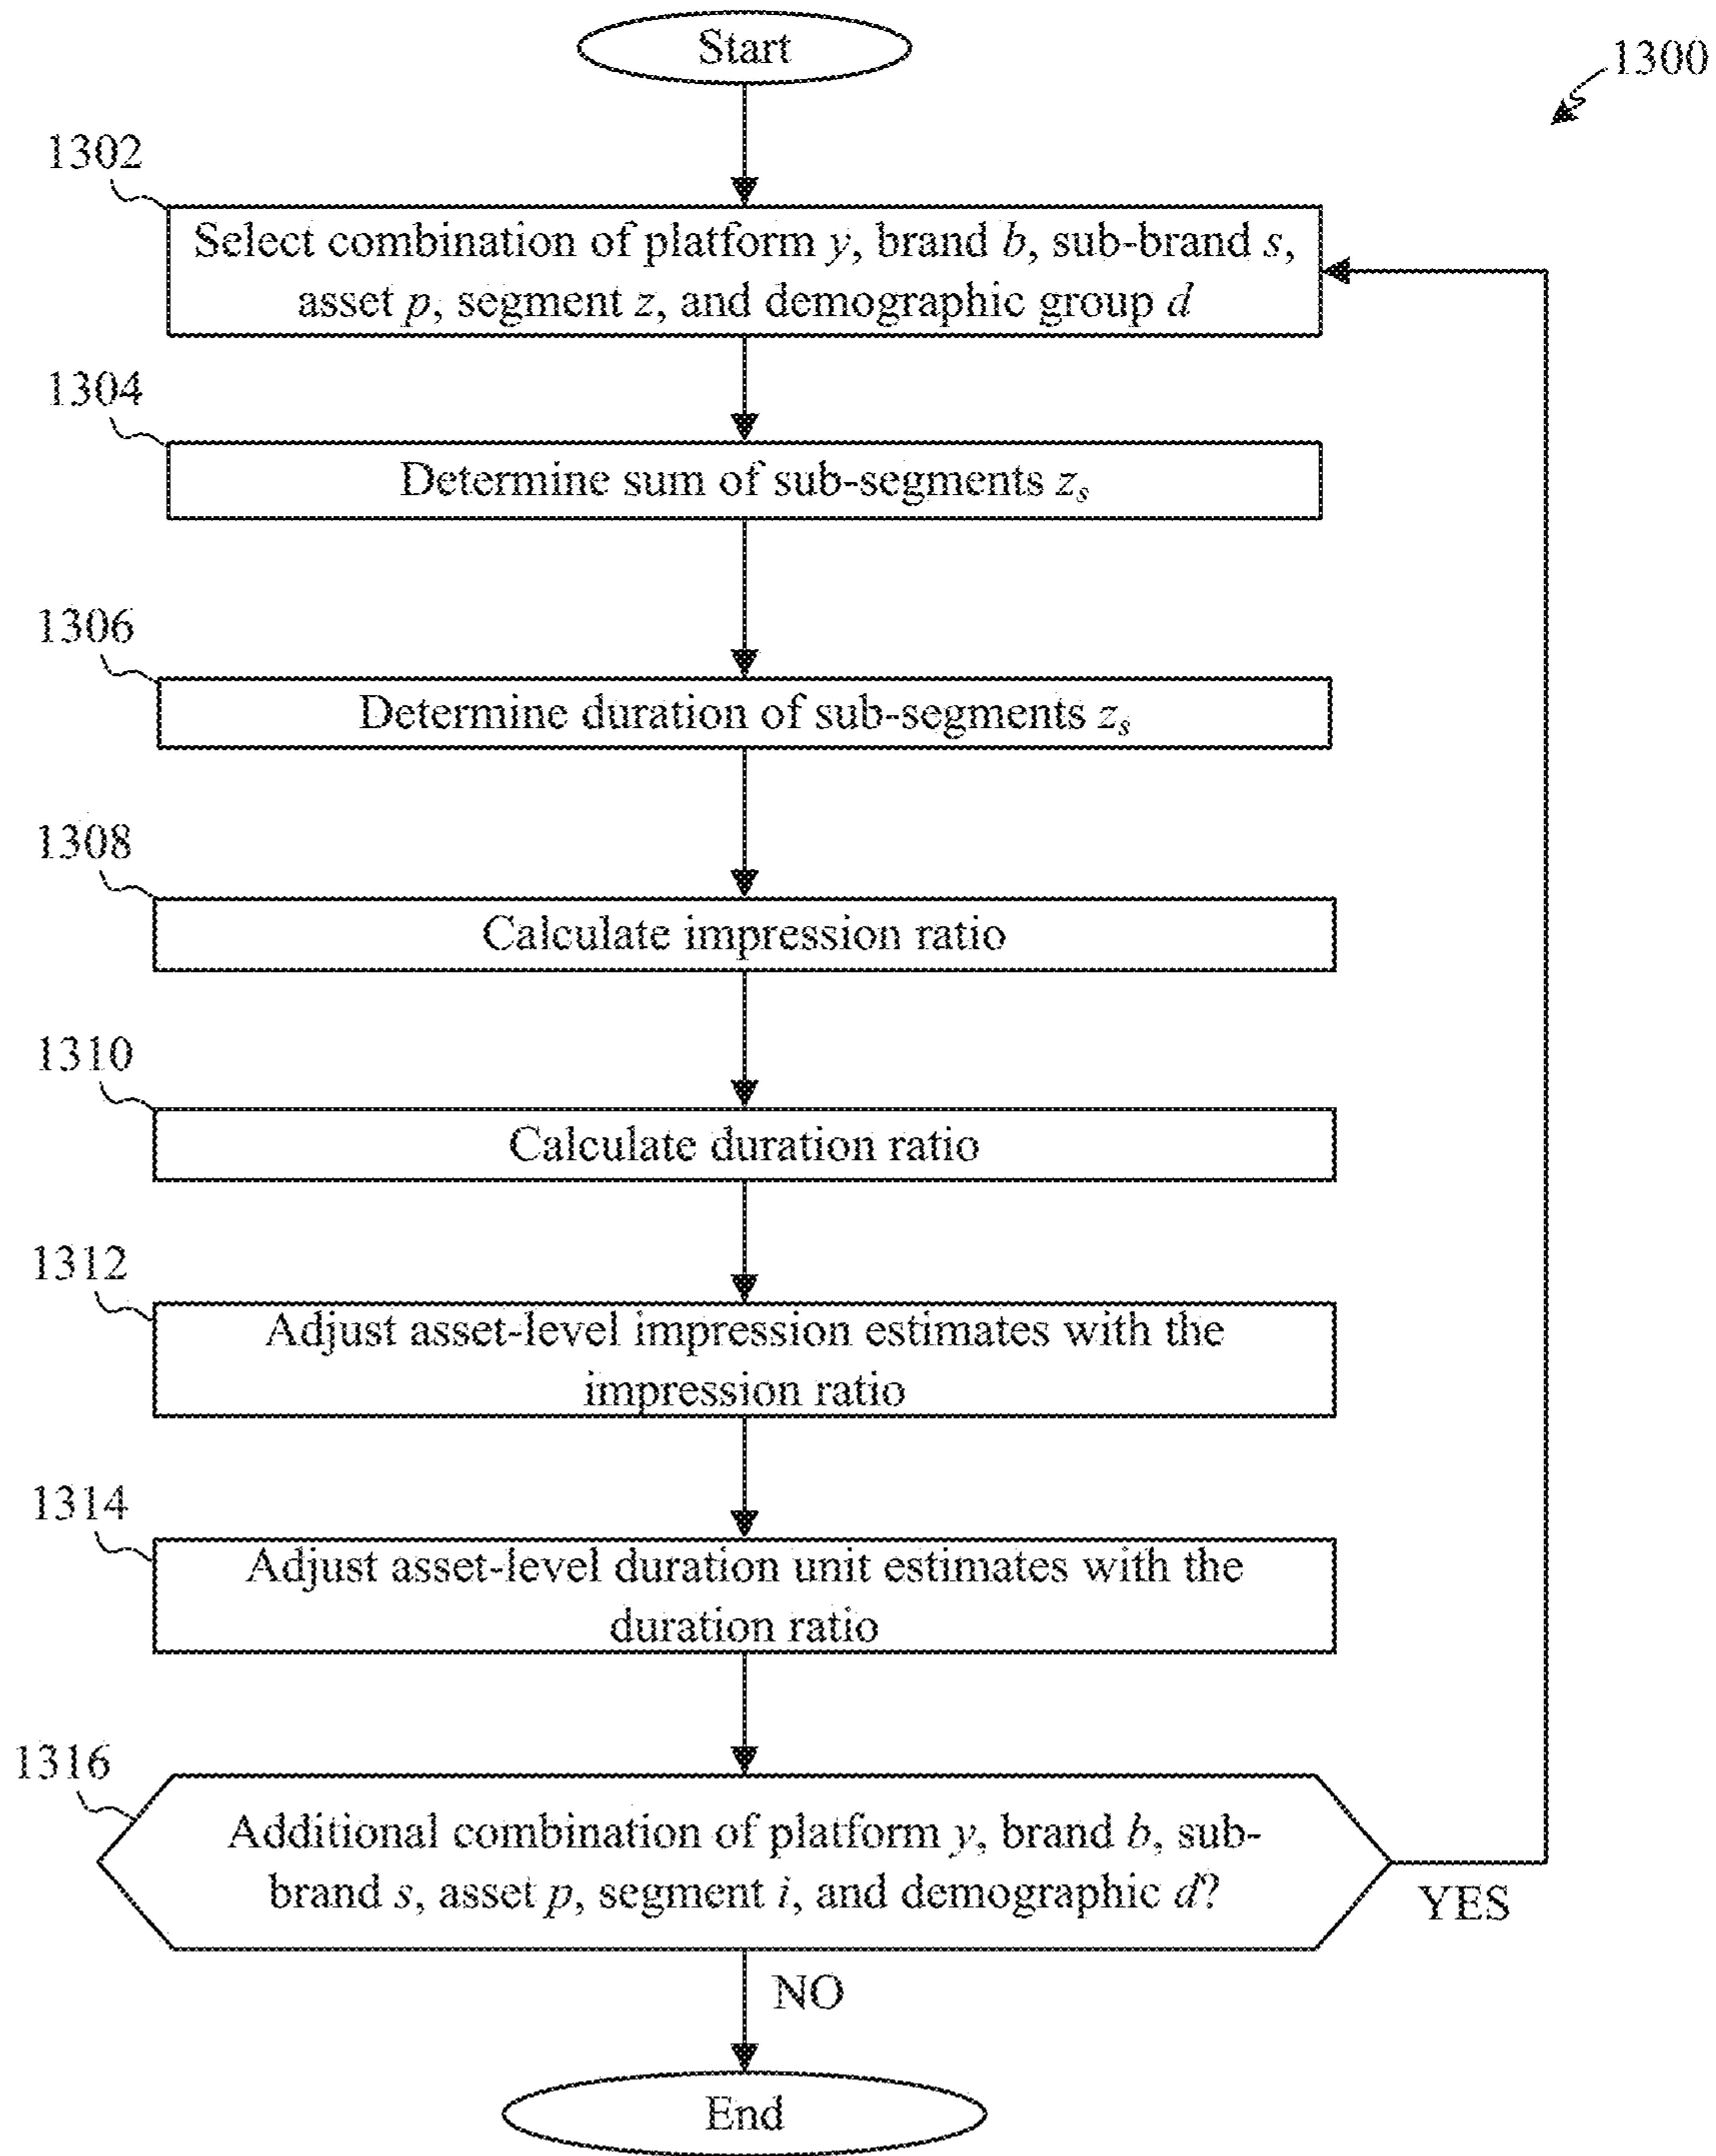 Start
1300
1302
Select combination of platform y, brand b, sub-brand s,
asset p, segment z, and demographic group d
1304
Determine sum of sub-segments zₛ
1306
Determine duration of sub-segments zₛ
1308
Calculate impression ratio
1310
Calculate duration ratio
1312
Adjust asset-level impression estimates with the
impression ratio
1314
Adjust asset-level duration unit estimates with the
duration ratio
1316
Additional combination of platform y, brand b, sub-
brand s, asset p, segment i, and demographic d?
YES
NO
End